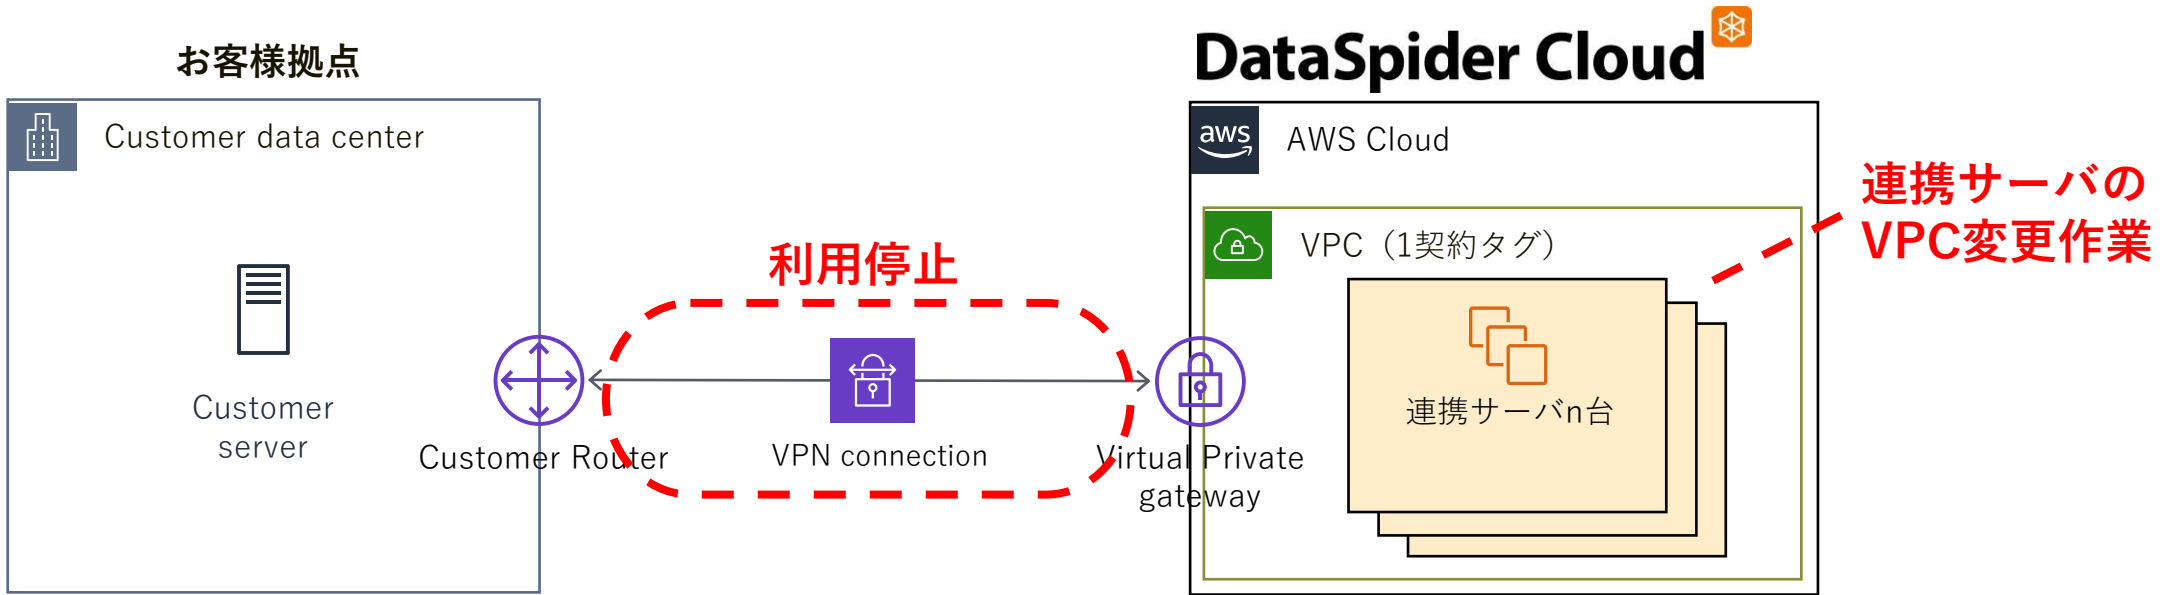 お客様拠点
Customer data center
Customer
server
Customer Router
利用停止
VPN connection
DataSpider Cloud
aws
AWS Cloud
VPC（1契約タグ）
連携サーバn台
Virtual Private
gateway
連携サーバの
VPC変更作業